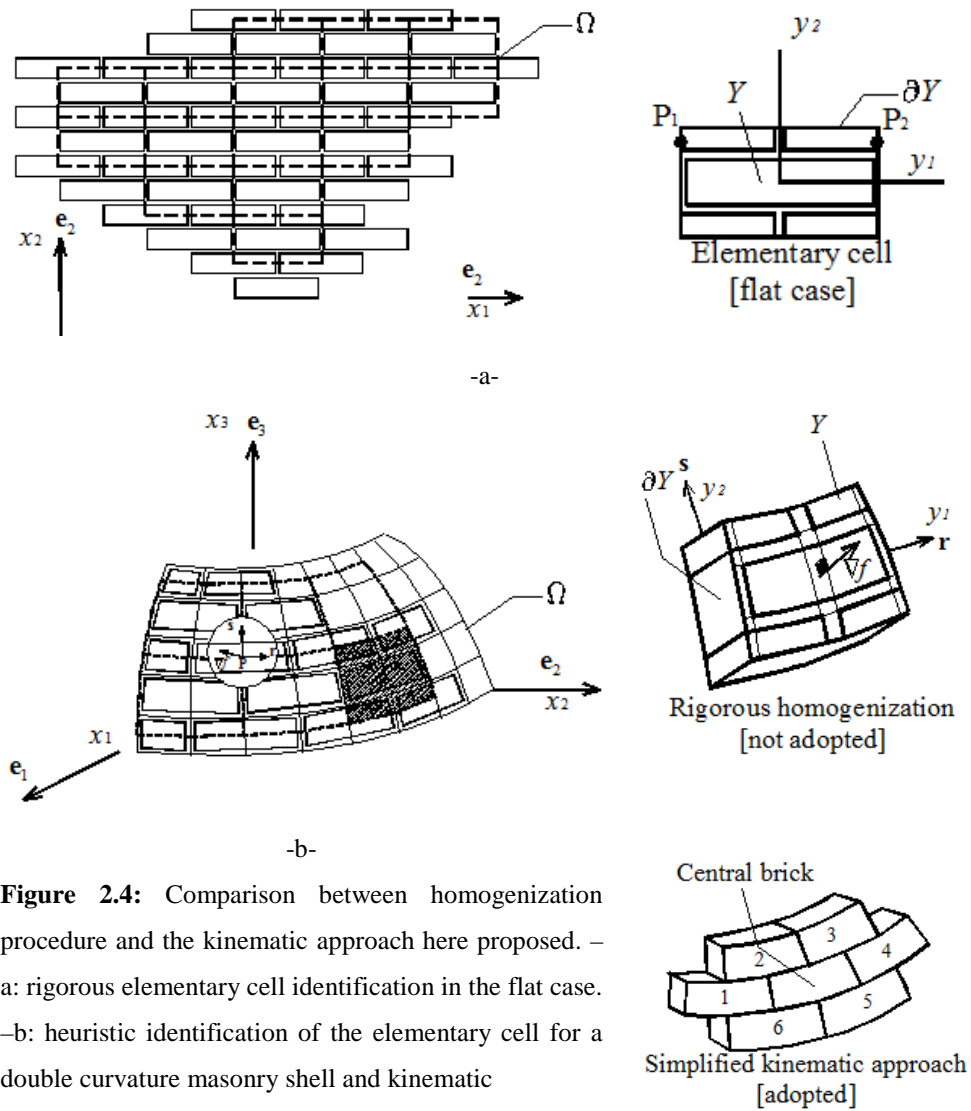 Ω
e2
x2
e2
x1
y2
Y
∂Y
P1
P2
y1
Elementary cell
[flat case]
-a-
x3 e3
s
r
∇f
P
Ω
e2
x2
x1
e1
Y
∂Y
s
y2
y1
r
∇f
Rigorous homogenization
[not adopted]
-b-
Figure 2.4: Comparison between homogenization
procedure and the kinematic approach here proposed. –
a: rigorous elementary cell identification in the flat case.
–b: heuristic identification of the elementary cell for a
double curvature masonry shell and kinematic
Central brick
1
2
3
4
5
6
Simplified kinematic approach
[adopted]